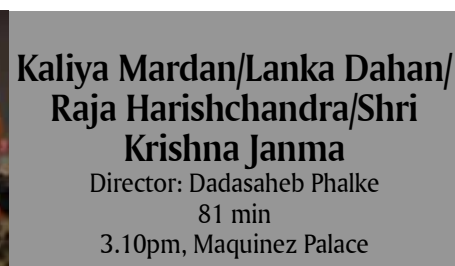 Kaliya Mardan/Lanka Dahan/
Raja Harishchandra/Shri
Krishna Janma
Director: Dadasaheb Phalke
81 min
3.10pm, Maquinez Palace